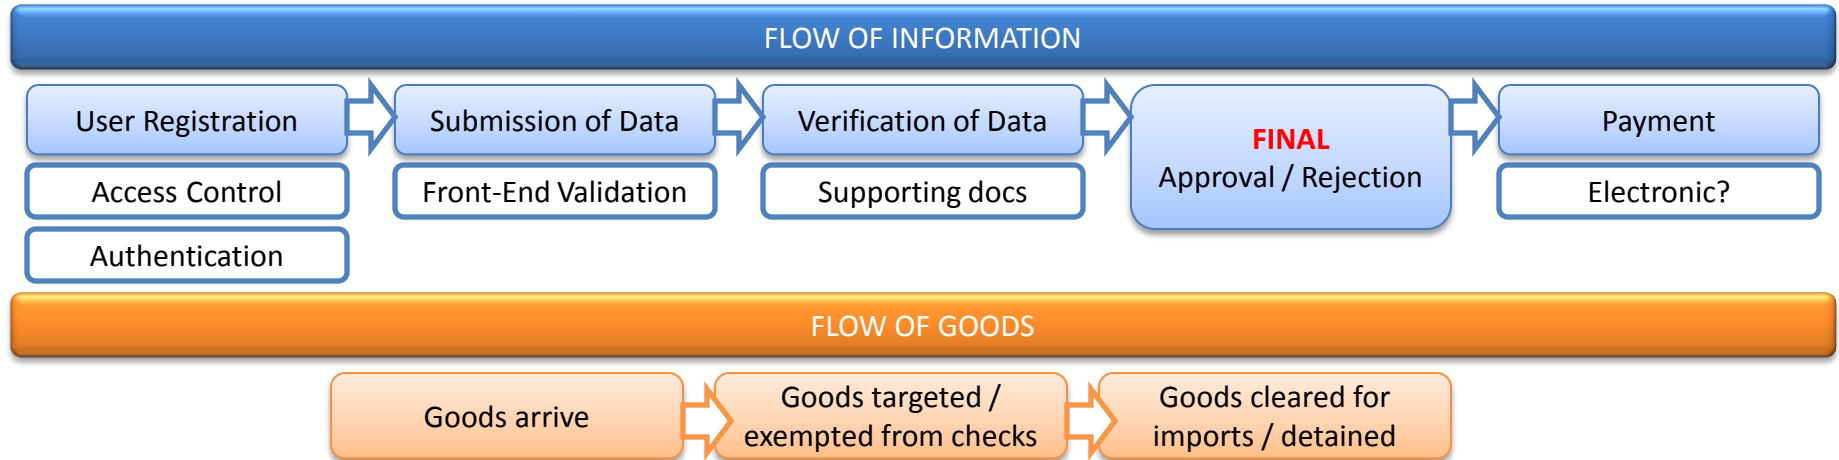 FLOW OF INFORMATION
User Registration
Submission of Data
Verification of Data
FINAL
Approval / Rejection
Payment
Access Control
Front-End Validation
Supporting docs
Electronic?
Authentication
FLOW OF GOODS
Goods arrive
Goods targeted /
exempted from checks
Goods cleared for
imports / detained